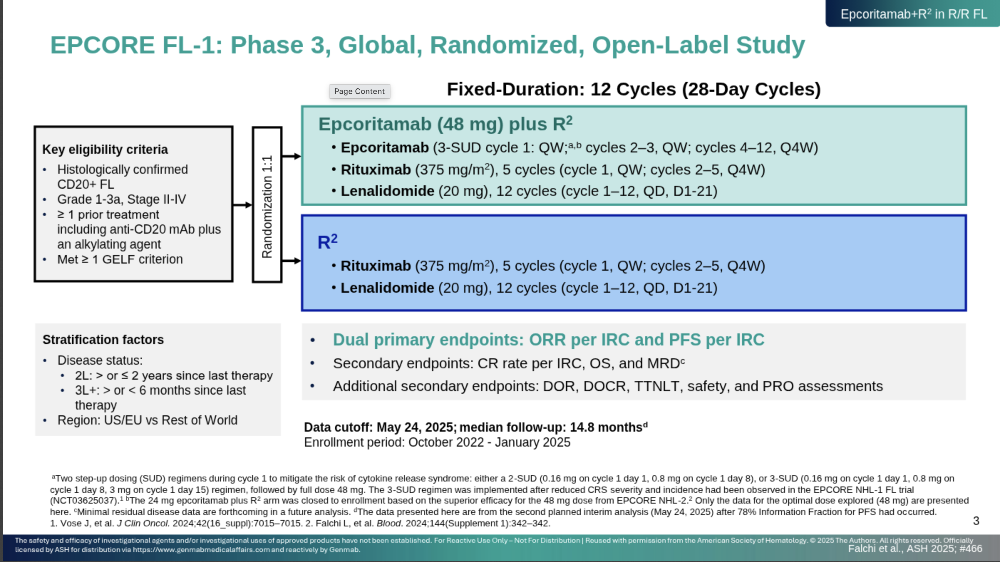 Epcoritamab+R² in R/R FL
EPCORE FL-1: Phase 3, Global, Randomized, Open-Label Study
Page Content
Fixed-Duration: 12 Cycles (28-Day Cycles)
Key eligibility criteria
• Histologically confirmed
CD20+ FL
• Grade 1-3a, Stage II-IV
• ≥ 1 prior treatment
including anti-CD20 mAb plus
an alkylating agent
• Met ≥ 1 GELF criterion
Randomization 1:1
Epcoritamab (48 mg) plus R²
• Epcoritamab (3-SUD cycle 1: QW;ᵃ,ᵇ cycles 2–3, QW; cycles 4–12, Q4W)
• Rituximab (375 mg/m²), 5 cycles (cycle 1, QW; cycles 2–5, Q4W)
• Lenalidomide (20 mg), 12 cycles (cycle 1–12, QD, D1-21)
R²
• Rituximab (375 mg/m²), 5 cycles (cycle 1, QW; cycles 2–5, Q4W)
• Lenalidomide (20 mg), 12 cycles (cycle 1–12, QD, D1-21)
Stratification factors
• Disease status:
• 2L: > or ≤ 2 years since last therapy
• 3L+: > or < 6 months since last
therapy
• Region: US/EU vs Rest of World
• Dual primary endpoints: ORR per IRC and PFS per IRC
• Secondary endpoints: CR rate per IRC, OS, and MRDᶜ
• Additional secondary endpoints: DOR, DOCR, TTNLT, safety, and PRO assessments
Data cutoff: May 24, 2025; median follow-up: 14.8 monthsᵈ
Enrollment period: October 2022 - January 2025
ᵃTwo step-up dosing (SUD) regimens during cycle 1 to mitigate the risk of cytokine release syndrome: either a 2-SUD (0.16 mg on cycle 1 day 1, 0.8 mg on cycle 1 day 8), or 3-SUD (0.16 mg on cycle 1 day 1, 0.8 mg on
cycle 1 day 8, 3 mg on cycle 1 day 15) regimen, followed by full dose 48 mg. The 3-SUD regimen was implemented after reduced CRS severity and incidence had been observed in the EPCORE NHL-1 FL trial
(NCT03625037).¹ ᵇThe 24 mg epcoritamab plus R² arm was closed to enrollment based on the superior efficacy for the 48 mg dose from EPCORE NHL-2.² Only the data for the optimal dose explored (48 mg) are presented
here. ᶜMinimal residual disease data are forthcoming in a future analysis. ᵈThe data presented here are from the second planned interim analysis (May 24, 2025) after 78% Information Fraction for PFS had occurred.
1. Vose J, et al. J Clin Oncol. 2024;42(16_suppl):7015–7015. 2. Falchi L, et al. Blood. 2024;144(Supplement 1):342–342.
3
The safety and efficacy of investigational agents and/or investigational uses of approved products have not been established. For Reactive Use Only – Not For Distribution | Reused with permission from the American Society of Hematology. © 2025 The Authors. All rights reserved. Officially
licensed by ASH for distribution via https://www.genmabmedicalaffairs.com and reactively by Genmab.
Falchi et al., ASH 2025; #466